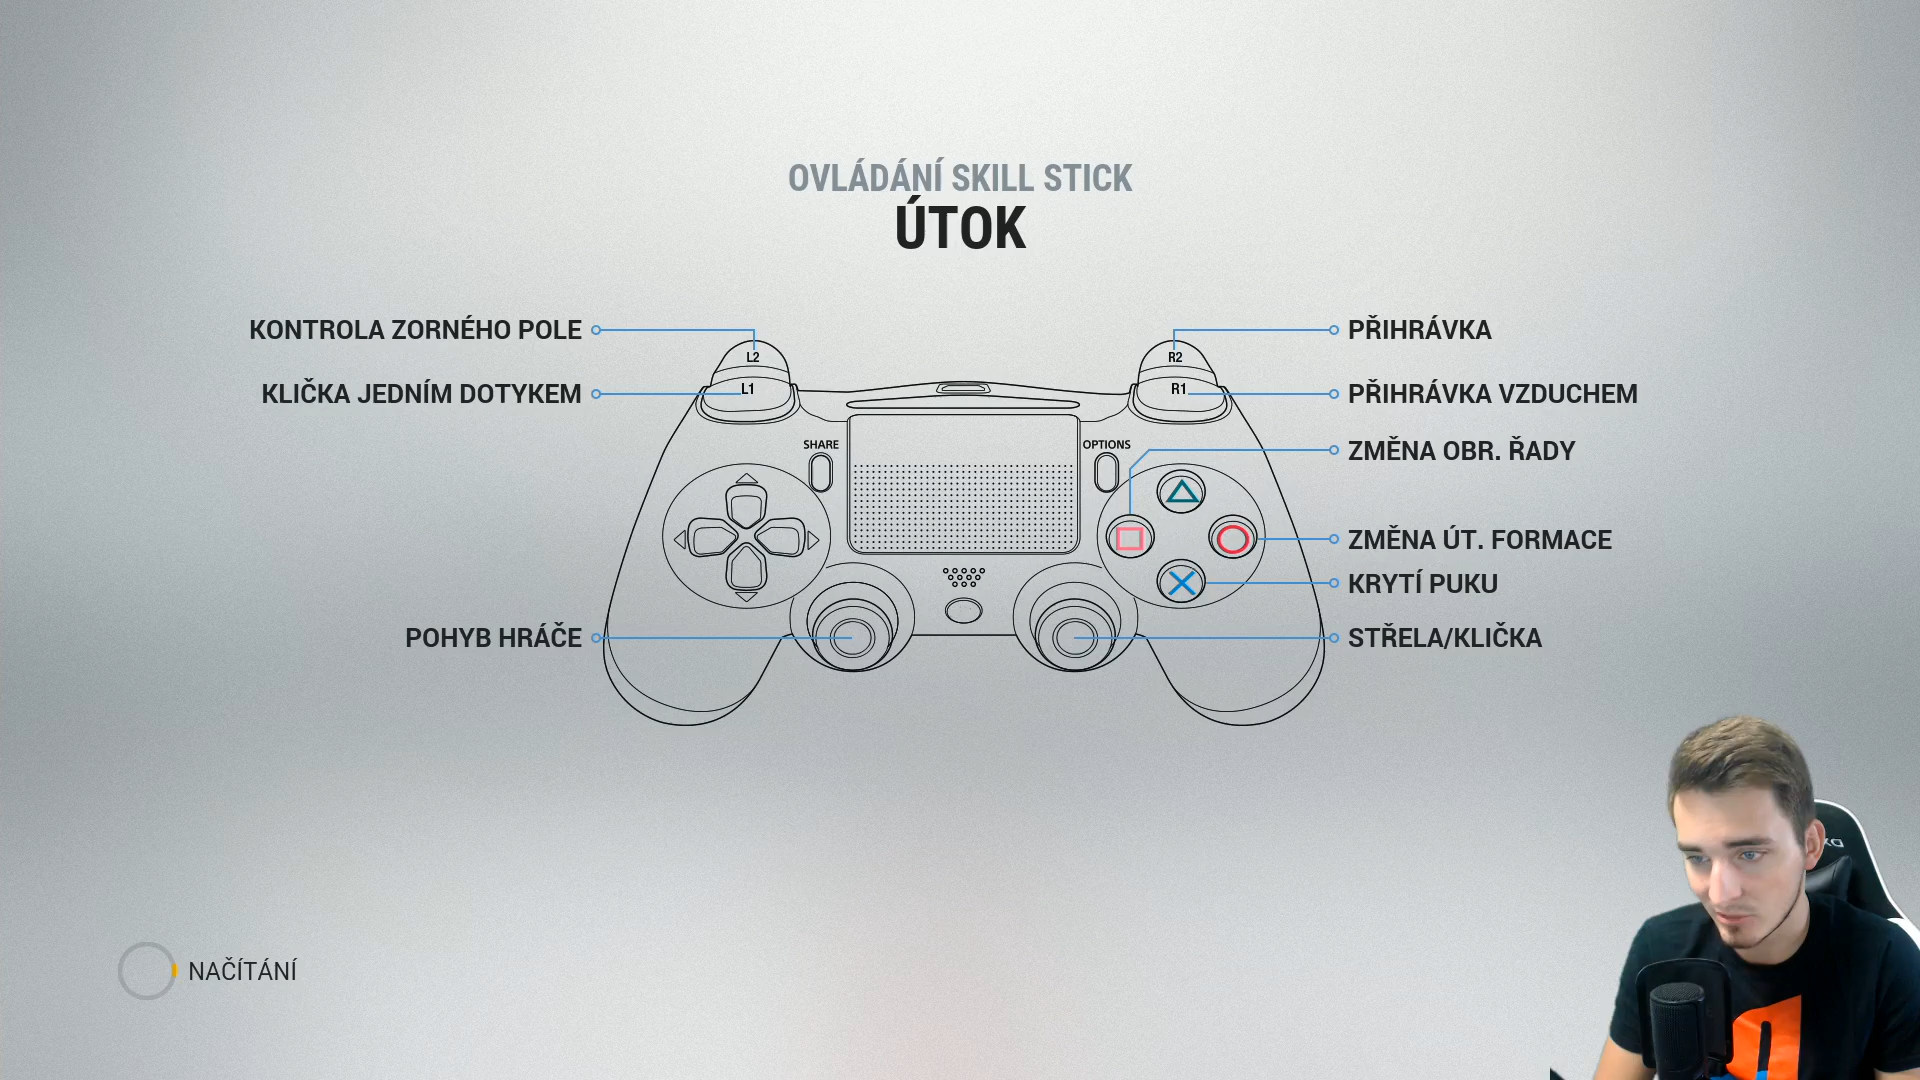 OVLÁDÁNÍ SKILL STICK
ÚTOK
KONTROLA ZORNÉHO POLE
L2
R2
PŘIHRÁVKA
KLIČKA JEDNÍM DOTYKEM
L1
R1
PŘIHRÁVKA VZDUCHEM
SHARE
OPTIONS
ZMĚNA OBR. ŘADY
ZMĚNA ÚT. FORMACE
KRYTÍ PUKU
POHYB HRÁČE
STŘELA/KLIČKA
NAČÍTÁNÍ